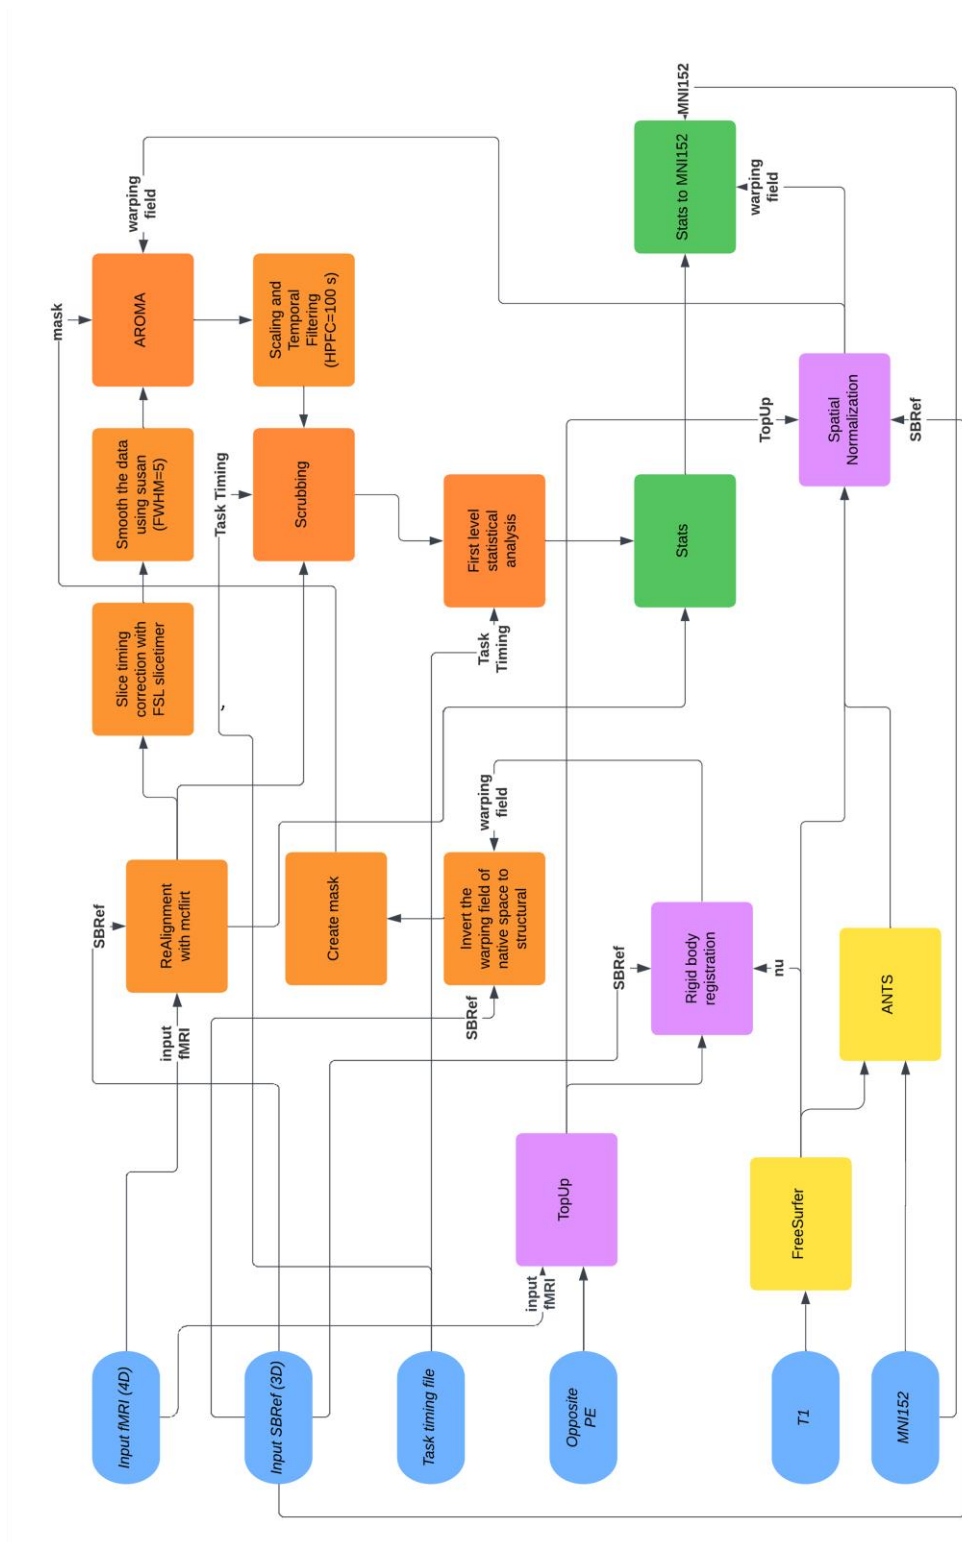 Input fMRI (4D)
Input SBRef (3D)
Task timing file
Opposite
PE
T1
MNI152
input
fMRI
SBRef
ReAlignment
with mcflirt
Slice timing
correction with
FSL slicetimer
Smooth the data
using susan
(FWHM=5)
mask
AROMA
warping
field
Scaling and
Temporal
Filtering
(HPFC=100 s)
Task Timing
Scrubbing
,
Create mask
SBRef
Invert the
warping field of
native space to
structural
warping
field
Task
Timing
First level
statistical
analysis
input
fMRI
TopUp
SBRef
Rigid body
registration
nu
Stats
Stats to MNI152
MNI152
warping
field
TopUp
Spatial
Normalization
SBRef
FreeSurfer
ANTS